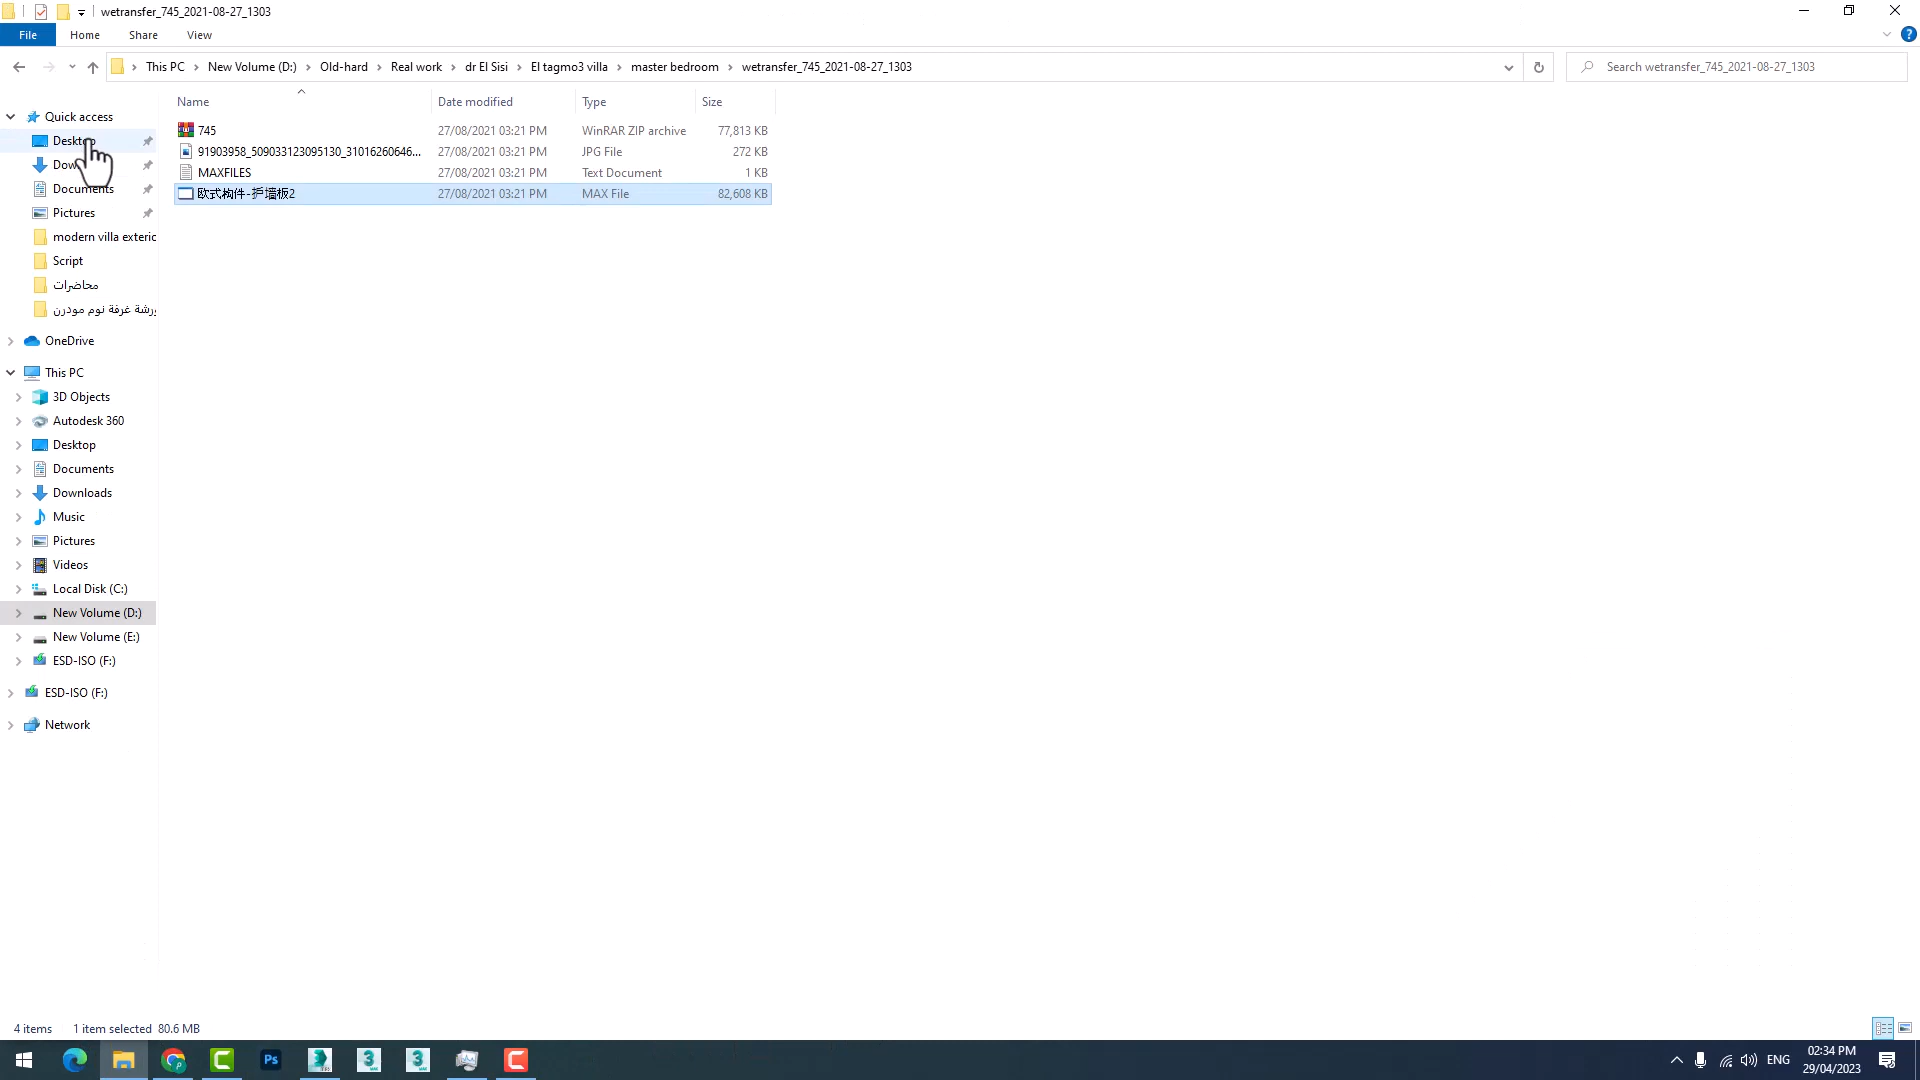 wetransfer_745_2021-08-27_1303
File Home Share View
This PC New Volume (D:) Old-hard Real work dr El Sisi El tagmo3 villa master bedroom wetransfer_745_2021-08-27_1303
Search wetransfer_745_2021-08-27_1303
Name Date modified Type Size
745 27/08/2021 03:21 PM WinRAR ZIP archive 77,813 KB
91903958_509033123095130_31016260646... 27/08/2021 03:21 PM JPG File 272 KB
MAXFILES 27/08/2021 03:21 PM Text Document 1 KB
欧式构件-护墙板2 27/08/2021 03:21 PM MAX File 82,608 KB
Quick access
Desktop
Documents
Pictures
modern villa exteric
Script
محاضرات
ورشة غرفة نوم مودرن
OneDrive
This PC
3D Objects
Autodesk 360
Desktop
Documents
Downloads
Music
Pictures
Videos
Local Disk (C:)
New Volume (D:)
New Volume (E:)
ESD-ISO (F:)
ESD-ISO (F:)
Network
4 items 1 item selected 80.6 MB
Ps
ENG
02:34 PM
29/04/2023